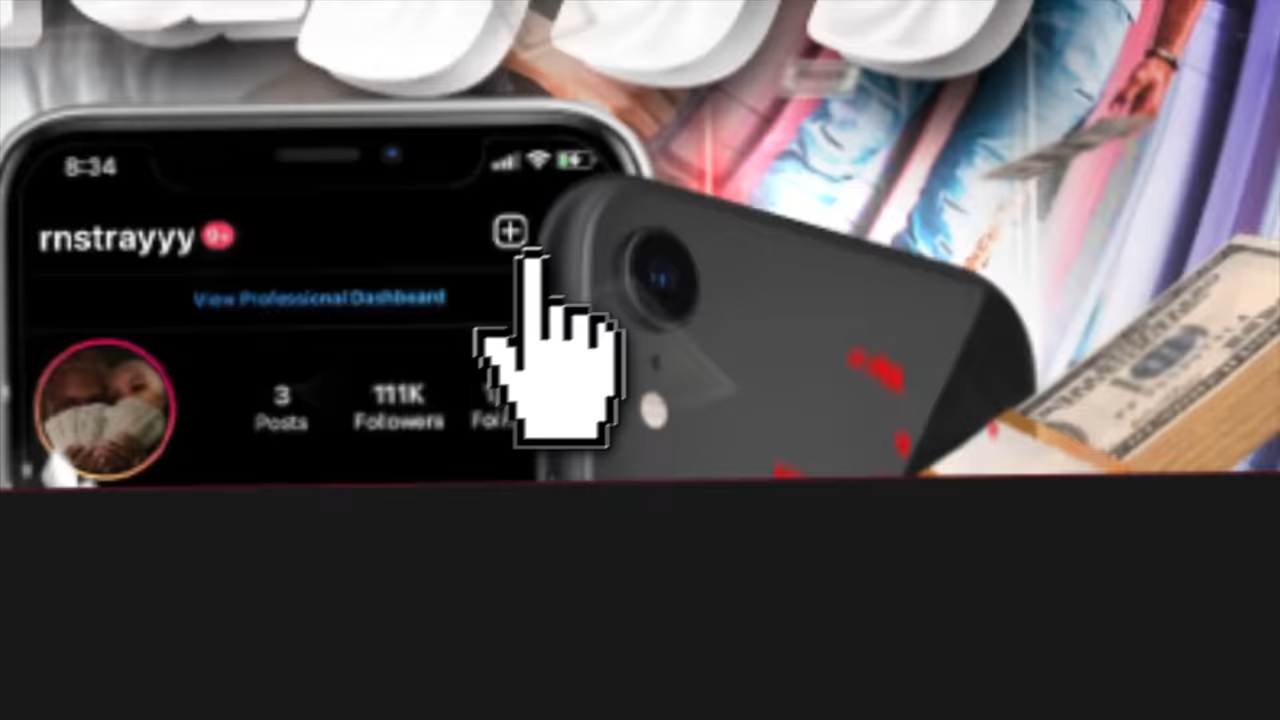 8:34
rnstrayyy 9+
View Professional Dashboard
3 111K
Posts Followers